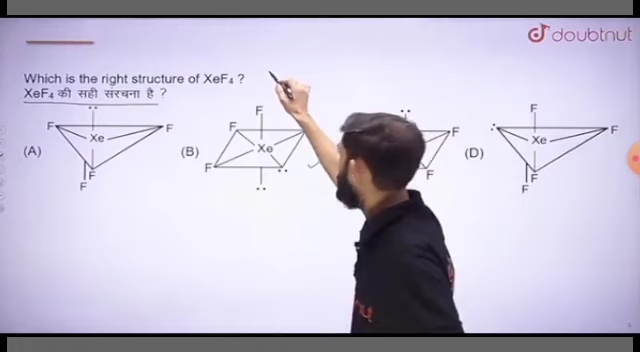 doubtnut
Which is the right structure of XeF₄ ?
XeF₄ की सही संरचना है ?
(A) F Xe F F F
(B) F F Xe F
F F
(D) F Xe F F F